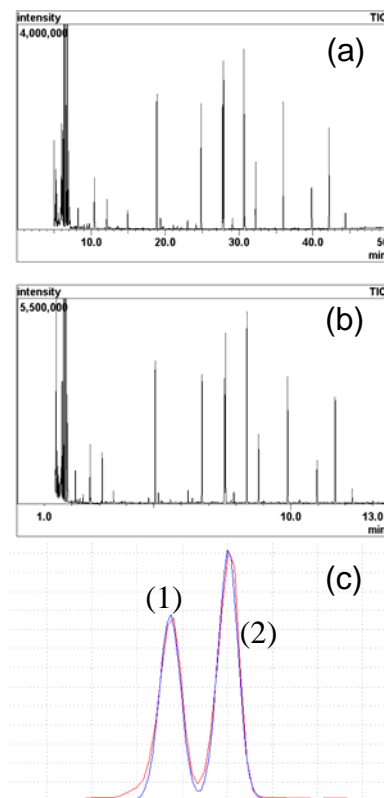 intensity TIC
4,000,000 (a)
10.0 20.0 30.0 40.0 50
min
intensity TIC
5,500,000 (b)
1.0 10.0 13.0
min
(c)
(1)
(2)